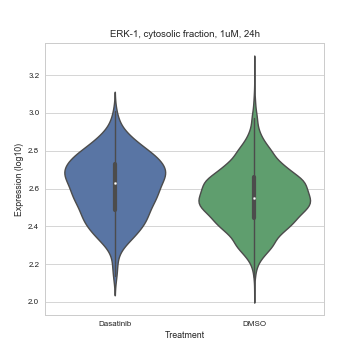 ERK-1, cytosolic fraction, 1uM, 24h
3.2
3.0
2.8
2.6
2.4
2.2
2.0
Expression (log10)
Dasatinib DMSO
Treatment